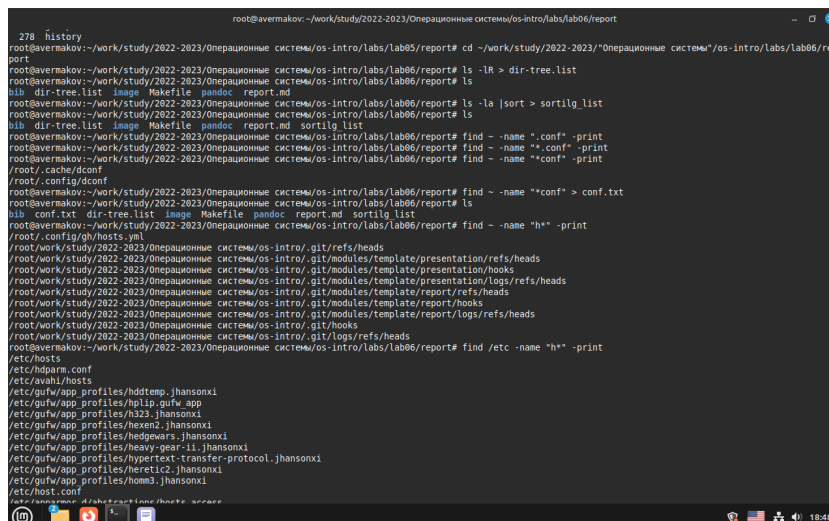 root@avermakov: ~/work/study/2022-2023/Операционные системы/os-intro/labs/lab06/report
278 history
root@avermakov:~/work/study/2022-2023/Операционные системы/os-intro/labs/lab05/report# cd ~/work/study/2022-2023/"Операционные системы"/os-intro/labs/lab06/re
port
root@avermakov:~/work/study/2022-2023/Операционные системы/os-intro/labs/lab06/report# ls -lR > dir-tree.list
root@avermakov:~/work/study/2022-2023/Операционные системы/os-intro/labs/lab06/report# ls
bib dir-tree.list image Makefile pandoc report.md
root@avermakov:~/work/study/2022-2023/Операционные системы/os-intro/labs/lab06/report# ls -la |sort > sortilg_list
root@avermakov:~/work/study/2022-2023/Операционные системы/os-intro/labs/lab06/report# ls
bib dir-tree.list image Makefile pandoc report.md sortilg_list
root@avermakov:~/work/study/2022-2023/Операционные системы/os-intro/labs/lab06/report# find ~ -name ".conf" -print
root@avermakov:~/work/study/2022-2023/Операционные системы/os-intro/labs/lab06/report# find ~ -name "*.conf" -print
root@avermakov:~/work/study/2022-2023/Операционные системы/os-intro/labs/lab06/report# find ~ -name "*conf" -print
/root/.cache/dconf
/root/.config/dconf
root@avermakov:~/work/study/2022-2023/Операционные системы/os-intro/labs/lab06/report# find ~ -name "*conf" > conf.txt
root@avermakov:~/work/study/2022-2023/Операционные системы/os-intro/labs/lab06/report# ls
bib conf.txt dir-tree.list image Makefile pandoc report.md sortilg_list
root@avermakov:~/work/study/2022-2023/Операционные системы/os-intro/labs/lab06/report# find ~ -name "h*" -print
/root/.config/gh/hosts.yml
/root/work/study/2022-2023/Операционные системы/os-intro/.git/refs/heads
/root/work/study/2022-2023/Операционные системы/os-intro/.git/modules/template/presentation/refs/heads
/root/work/study/2022-2023/Операционные системы/os-intro/.git/modules/template/presentation/hooks
/root/work/study/2022-2023/Операционные системы/os-intro/.git/modules/template/presentation/logs/refs/heads
/root/work/study/2022-2023/Операционные системы/os-intro/.git/modules/template/report/refs/heads
/root/work/study/2022-2023/Операционные системы/os-intro/.git/modules/template/report/hooks
/root/work/study/2022-2023/Операционные системы/os-intro/.git/modules/template/report/logs/refs/heads
/root/work/study/2022-2023/Операционные системы/os-intro/.git/hooks
/root/work/study/2022-2023/Операционные системы/os-intro/.git/logs/refs/heads
root@avermakov:~/work/study/2022-2023/Операционные системы/os-intro/labs/lab06/report# find /etc -name "h*" -print
/etc/hosts
/etc/hdparm.conf
/etc/avahi/hosts
/etc/gufw/app_profiles/hddtemp.jhansonxi
/etc/gufw/app_profiles/hplip.gufw_app
/etc/gufw/app_profiles/h323.jhansonxi
/etc/gufw/app_profiles/hexen2.jhansonxi
/etc/gufw/app_profiles/hedgewars.jhansonxi
/etc/gufw/app_profiles/heavy-gear-ii.jhansonxi
/etc/gufw/app_profiles/hypertext-transfer-protocol.jhansonxi
/etc/gufw/app_profiles/heretic2.jhansonxi
/etc/gufw/app_profiles/homm3.jhansonxi
/etc/host.conf
/etc/apparmor.d/abstractions/hosts_access
2